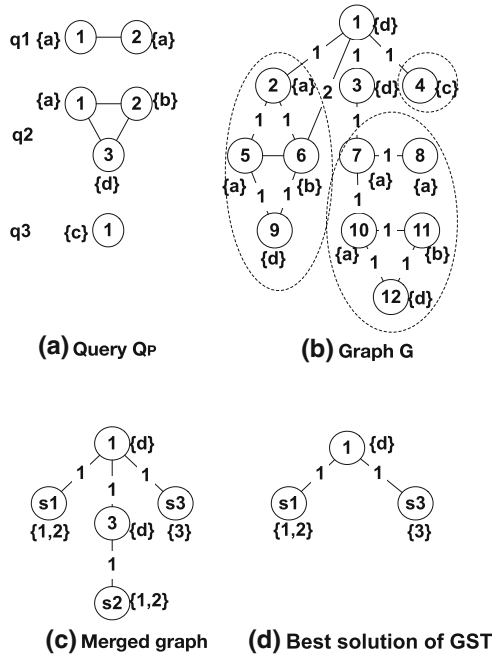 q1 {a} 1 2 {a}
{a} 1 2 {b}
q2
3
{d}
q3 {c} 1
(a) Query QP
1 {d}
1 1 1
2 {a} 2 3 {d} 4 {c}
1 1 1
5 6 7 1 8
{a} {b} {a} {a}
1 1 1
9 10 1 11
{d} {a} {b}
1 1
12 {d}
(b) Graph G
1 {d}
1 1 1
s1 s3
{1,2} 3 {d} {3}
1
s2 {1,2}
(c) Merged graph
1 {d}
1 1
s1 s3
{1,2} {3}
(d) Best solution of GST